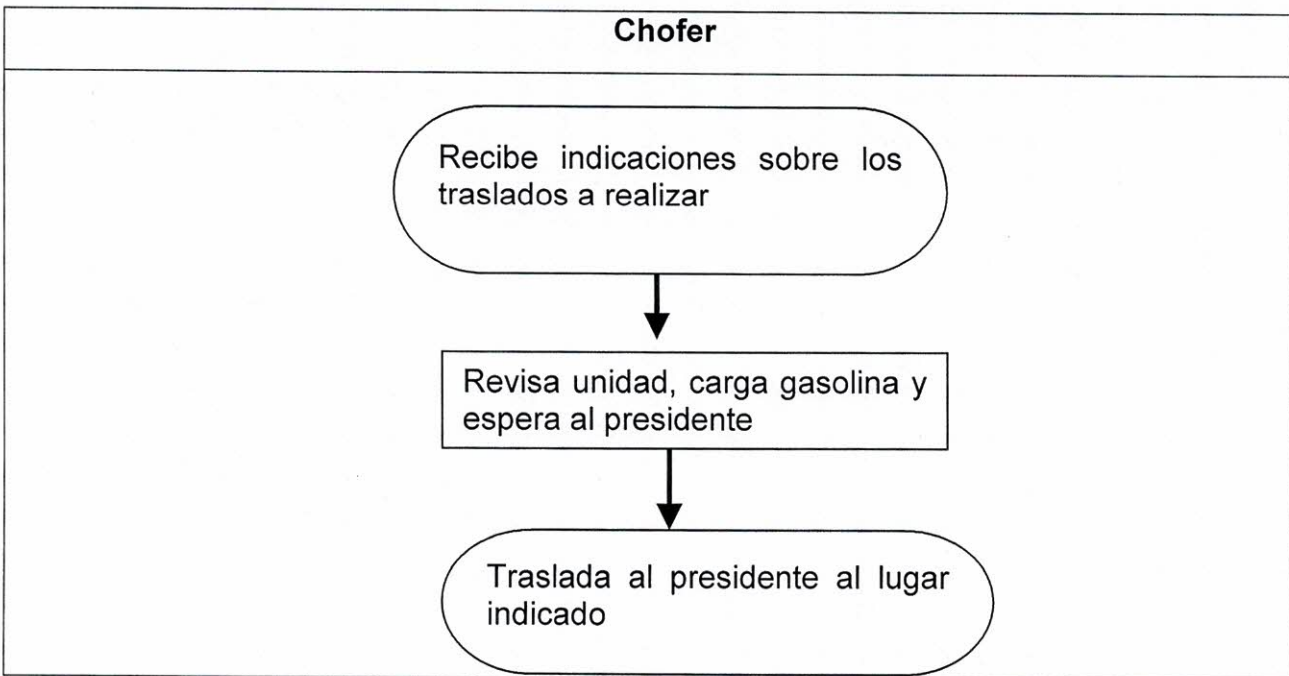 Chofer
Recibe indicaciones sobre los
traslados a realizar
Revisa unidad, carga gasolina y
espera al presidente
Traslada al presidente al lugar
indicado